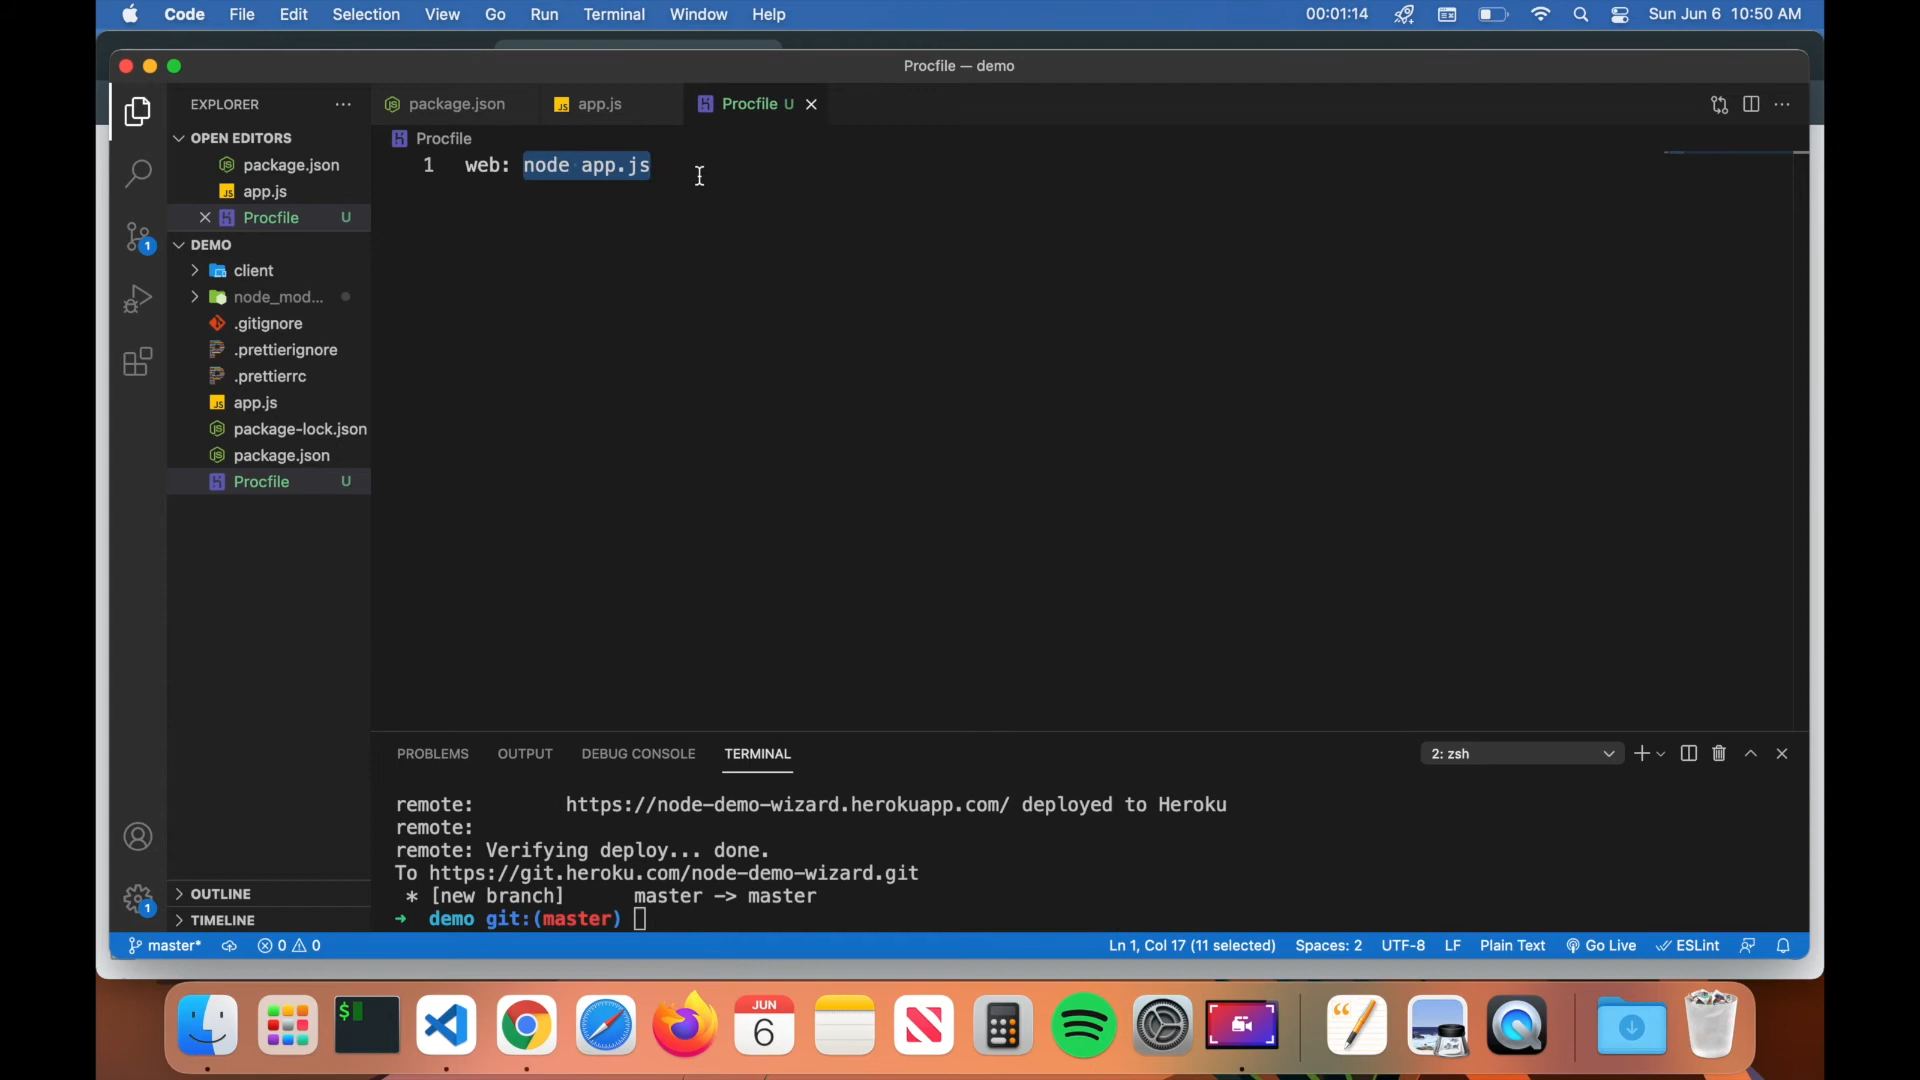 Code File Edit Selection View Go Run Terminal Window Help 00:01:14 Sun Jun 6 10:50 AM
Procfile — demo
EXPLORER
package.json
JS app.js
Procfile U
OPEN EDITORS
package.json
JS app.js
Procfile U
DEMO
client
node_mod...
.gitignore
.prettierignore
.prettierrc
JS app.js
package-lock.json
package.json
Procfile U
OUTLINE
TIMELINE
1
1
Procfile
1 web: node app.js
PROBLEMS OUTPUT DEBUG CONSOLE TERMINAL 2: zsh
remote: https://node-demo-wizard.herokuapp.com/ deployed to Heroku
remote:
remote: Verifying deploy... done.
To https://git.heroku.com/node-demo-wizard.git
* [new branch] master -> master
➜ demo git:(master)
master* 0 0 Ln 1, Col 17 (11 selected) Spaces: 2 UTF-8 LF Plain Text Go Live ESLint
$
JUN
6